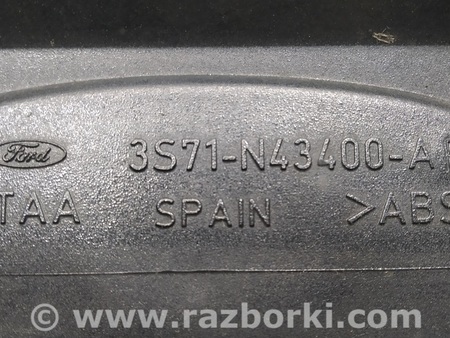 Ford 3S71-N43400-A
TAA SPAIN >ABS
© www.razborki.com